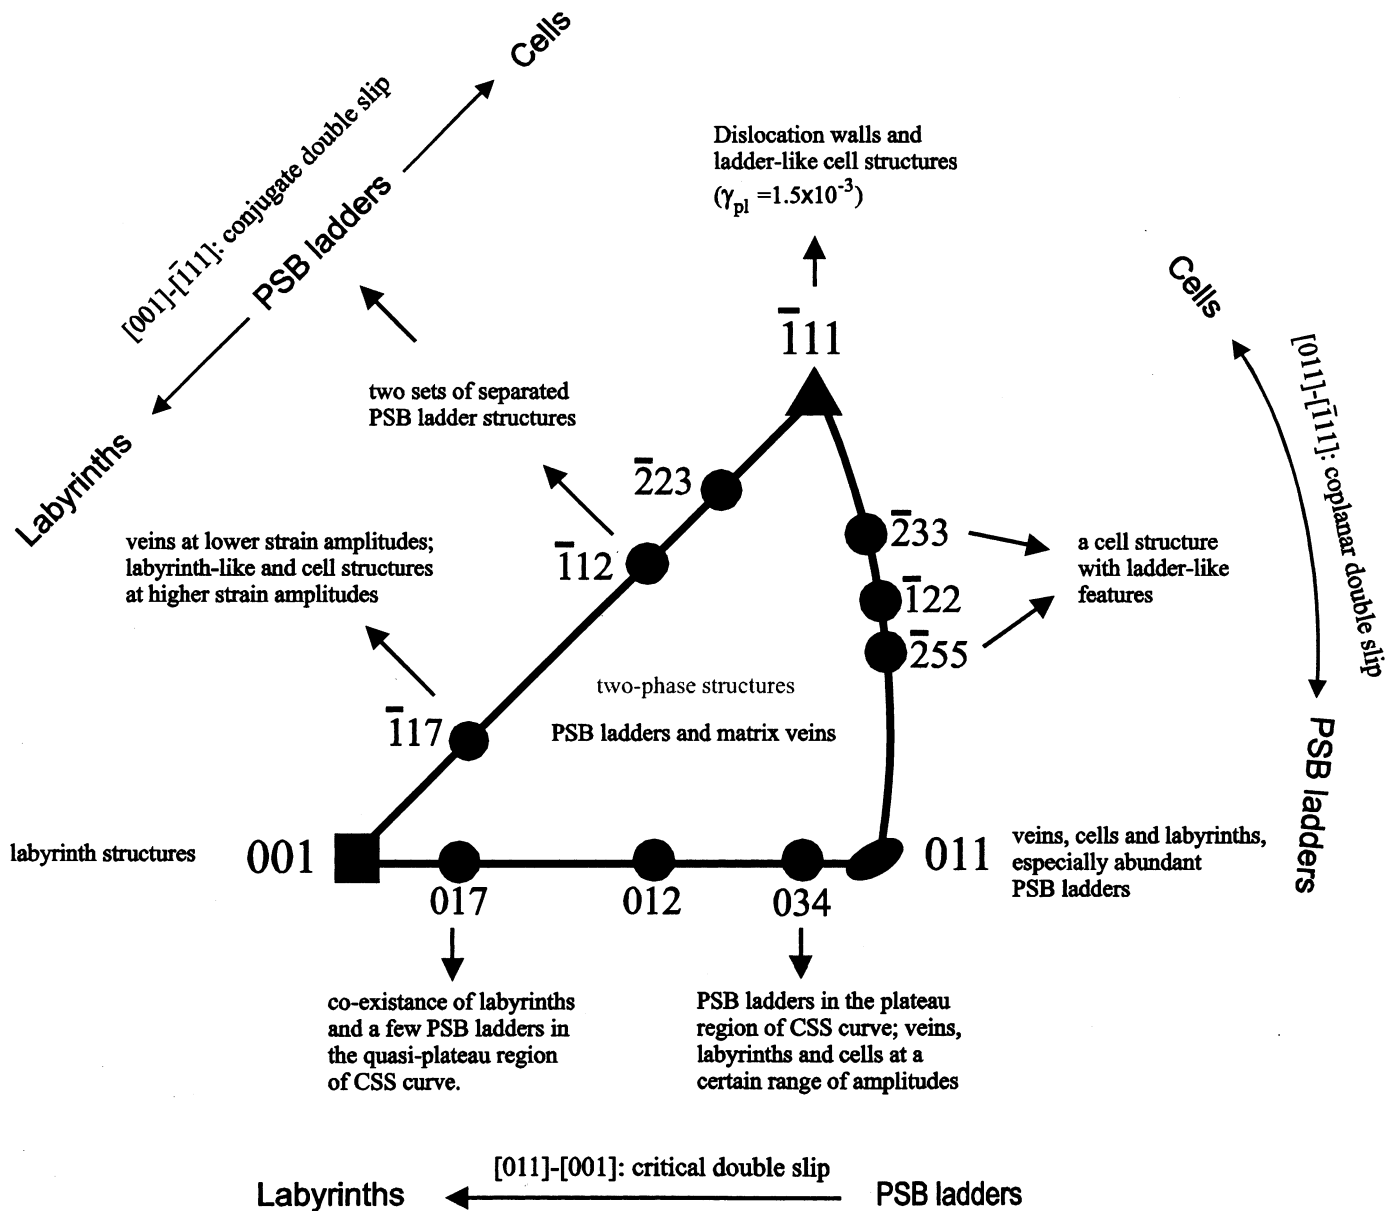 Cells
[001]-[1̅11]: conjugate double slip
PSB ladders
Labyrinths
Dislocation walls and
ladder-like cell structures
(γpl =1.5x10-3)
1̅11
Cells
[011]-[1̅11]: coplanar double slip
PSB ladders
two sets of separated
PSB ladder structures
2̅23
1̅12
2̅33
1̅22
2̅55
a cell structure
with ladder-like
features
veins at lower strain amplitudes;
labyrinth-like and cell structures
at higher strain amplitudes
1̅17
two-phase structures
PSB ladders and matrix veins
labyrinth structures
001
017
012
034
011
veins, cells and labyrinths,
especially abundant
PSB ladders
co-existance of labyrinths
and a few PSB ladders in
the quasi-plateau region
of CSS curve.
PSB ladders in the plateau
region of CSS curve; veins,
labyrinths and cells at a
certain range of amplitudes
[011]-[001]: critical double slip
Labyrinths
PSB ladders